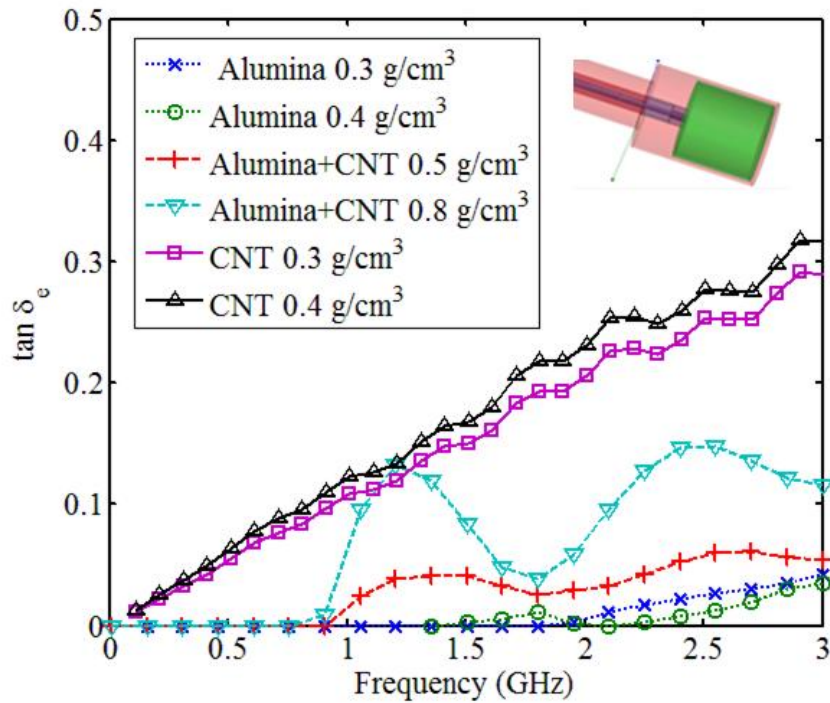 0.5
0.4
0.3
0.2
0.1
0
tan δe
Alumina 0.3 g/cm³
Alumina 0.4 g/cm³
Alumina+CNT 0.5 g/cm³
Alumina+CNT 0.8 g/cm³
CNT 0.3 g/cm³
CNT 0.4 g/cm³
0 0.5 1 1.5 2 2.5 3
Frequency (GHz)